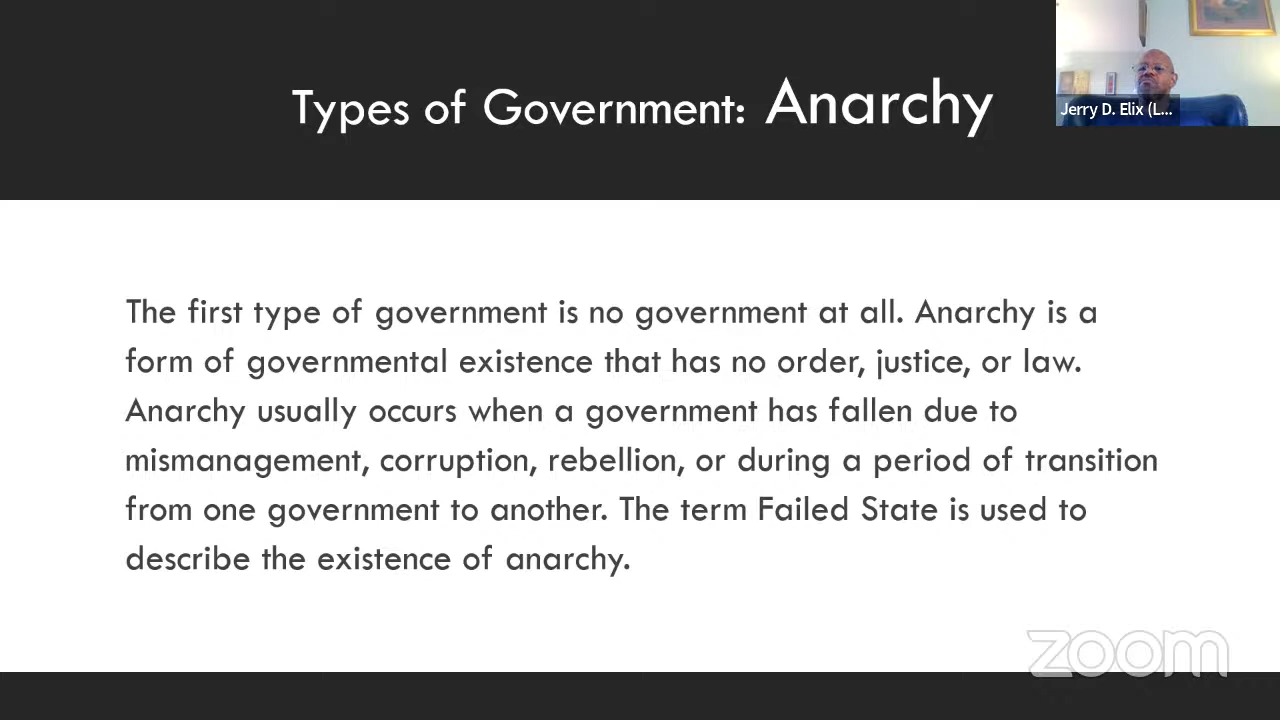 Types of Government: Anarchy
Jerry D. Elix (L...
The first type of government is no government at all. Anarchy is a
form of governmental existence that has no order, justice, or law.
Anarchy usually occurs when a government has fallen due to
mismanagement, corruption, rebellion, or during a period of transition
from one government to another. The term Failed State is used to
describe the existence of anarchy.
zoom